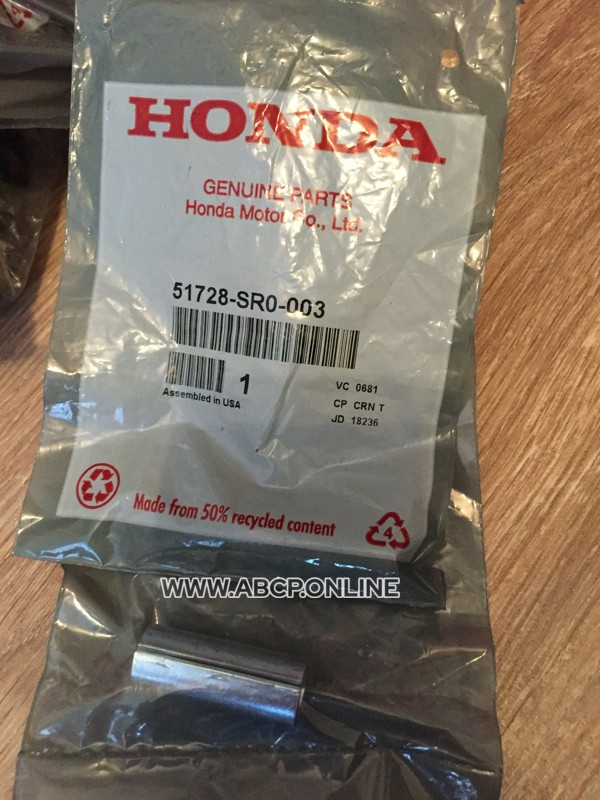 HONDA
GENUINE PARTS
Honda Motor Co., Ltd.
51728-SR0-003
1
Assembled in USA
VC 0681
CP CRN T
JD 18236
Made from 50% recycled content
4
WWW.ABCP.ONLINE